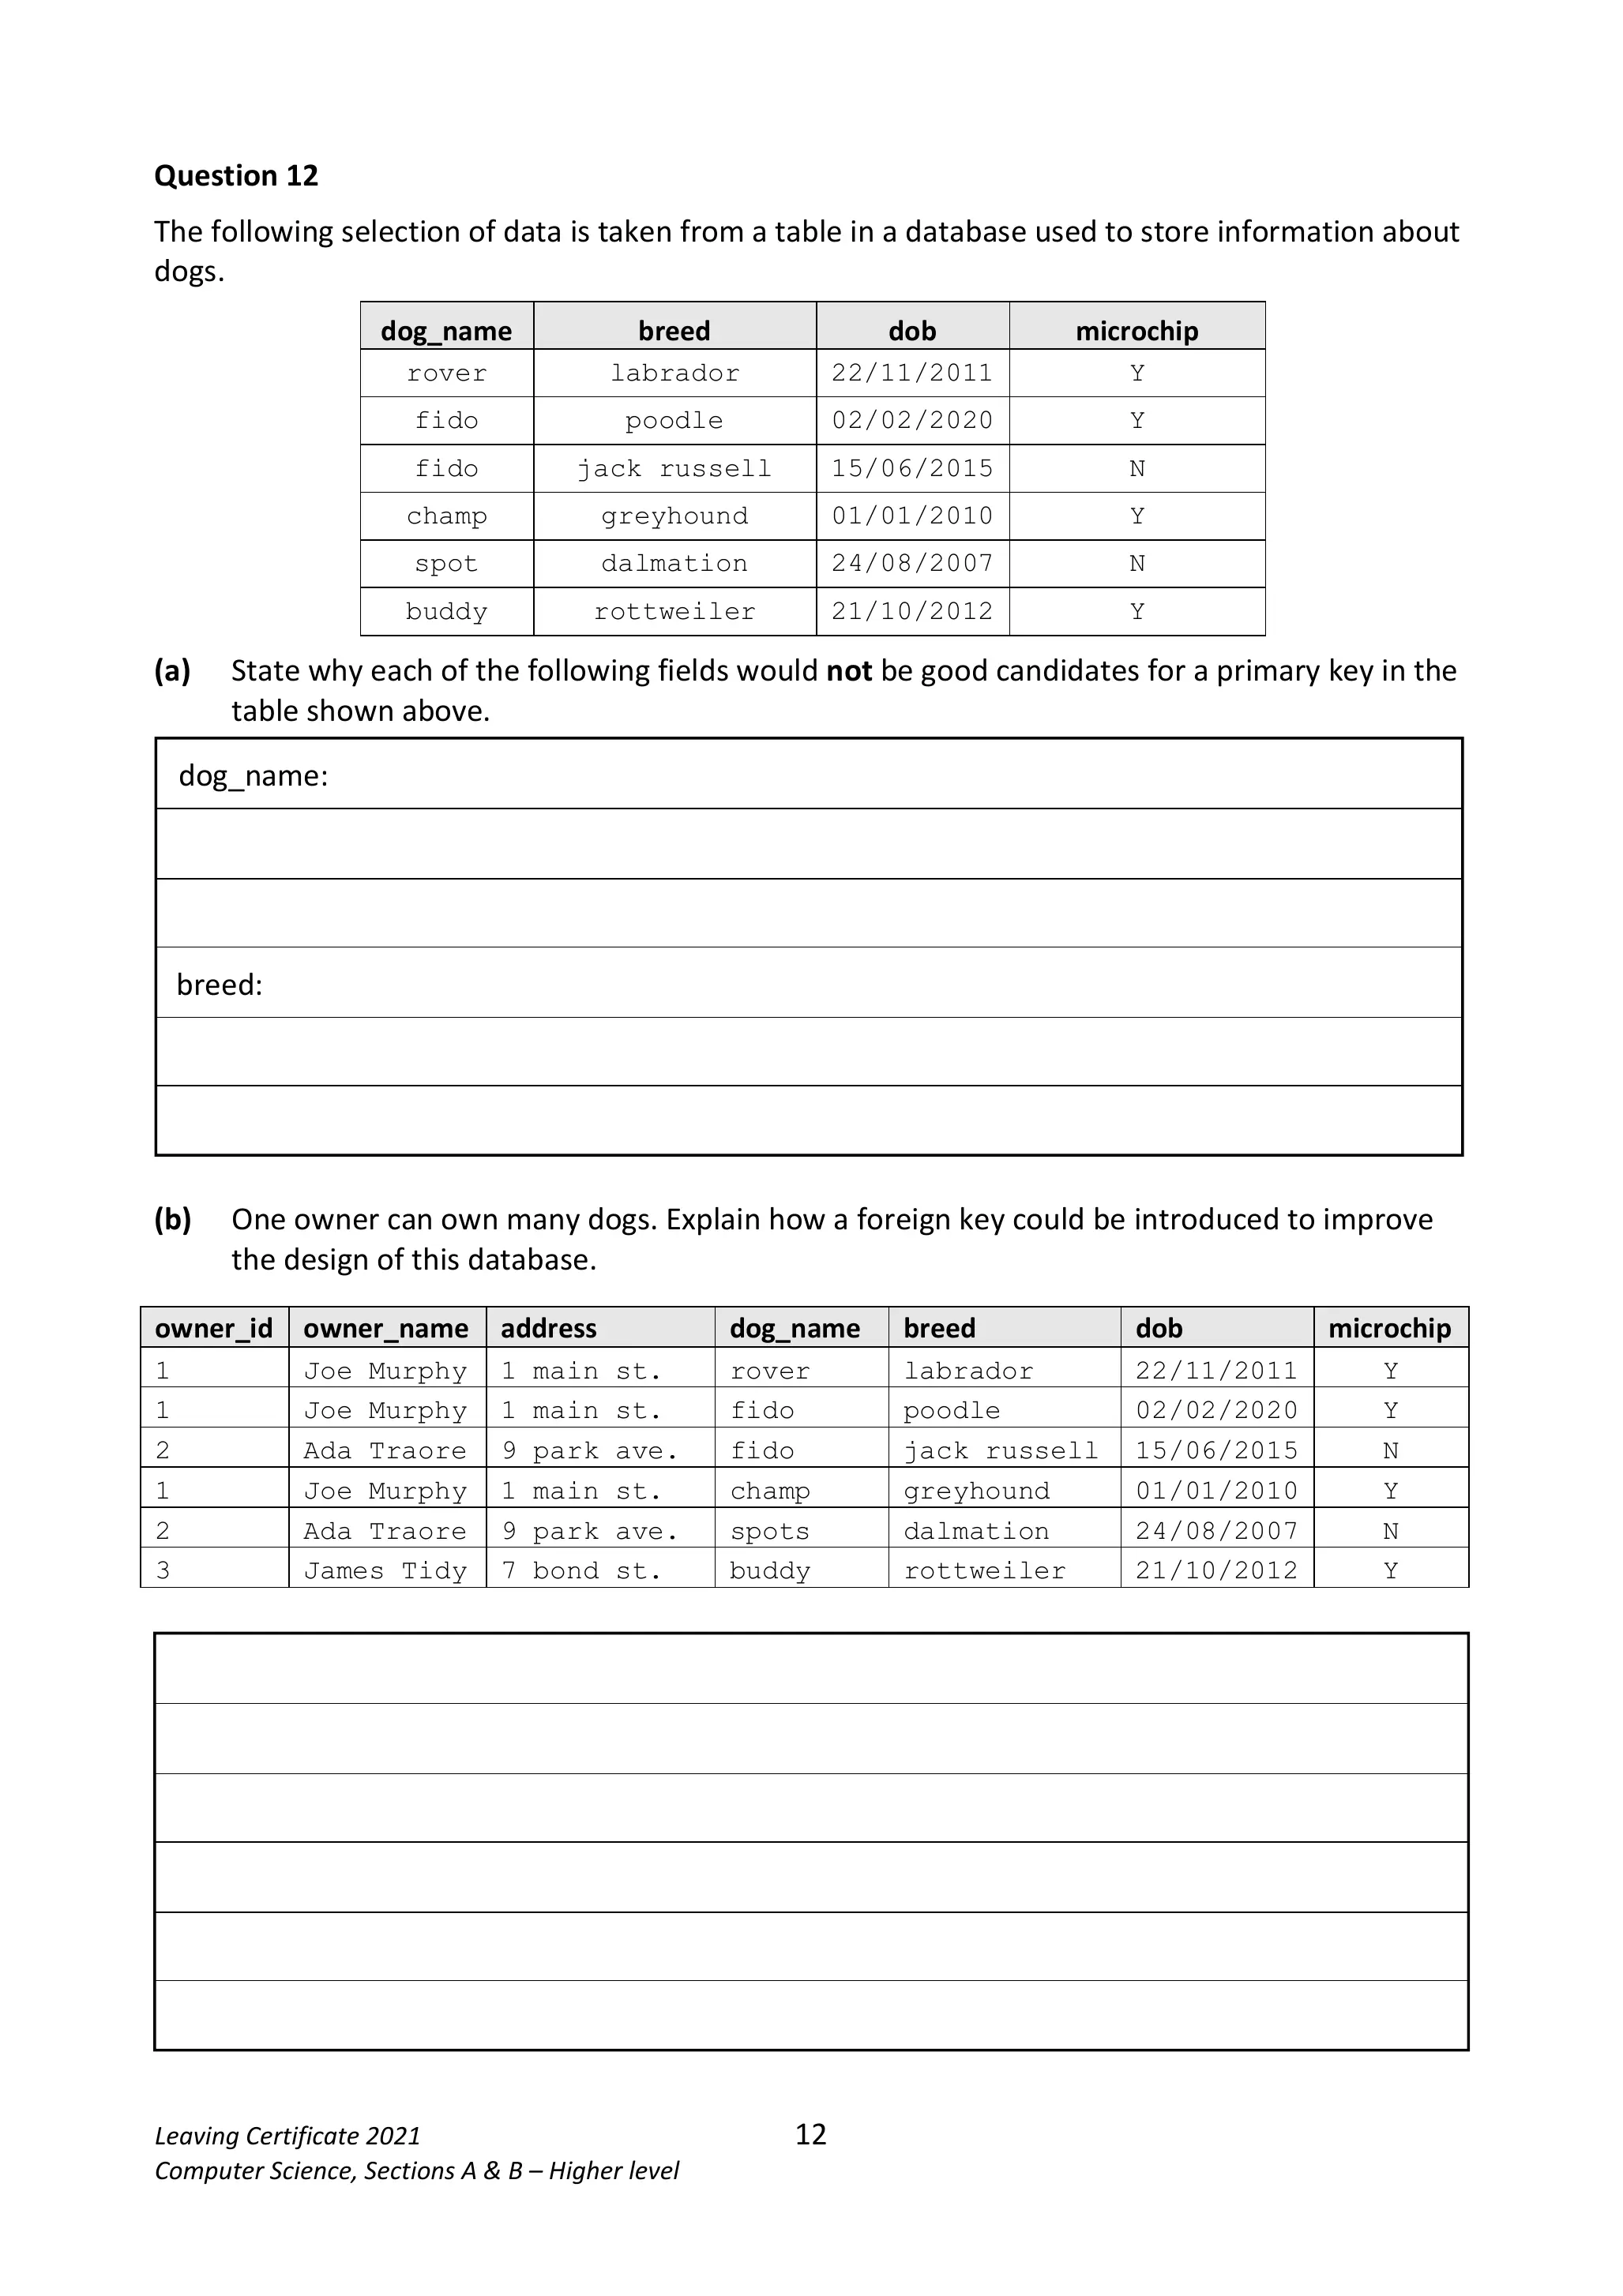 Question 12
The following selection of data is taken from a table in a database used to store information about
dogs.
dog_name breed dob microchip
rover labrador 22/11/2011 Y
fido poodle 02/02/2020 Y
fido jack russell 15/06/2015 N
champ greyhound 01/01/2010 Y
spot dalmation 24/08/2007 N
buddy rottweiler 21/10/2012 Y
(a) State why each of the following fields would not be good candidates for a primary key in the
table shown above.
dog_name:
breed:
(b) One owner can own many dogs. Explain how a foreign key could be introduced to improve
the design of this database.
owner_id owner_name address dog_name breed dob microchip
1 Joe Murphy 1 main st. rover labrador 22/11/2011 Y
1 Joe Murphy 1 main st. fido poodle 02/02/2020 Y
2 Ada Traore 9 park ave. fido jack russell 15/06/2015 N
1 Joe Murphy 1 main st. champ greyhound 01/01/2010 Y
2 Ada Traore 9 park ave. spots dalmation 24/08/2007 N
3 James Tidy 7 bond st. buddy rottweiler 21/10/2012 Y
Leaving Certificate 2021 12
Computer Science, Sections A & B – Higher level